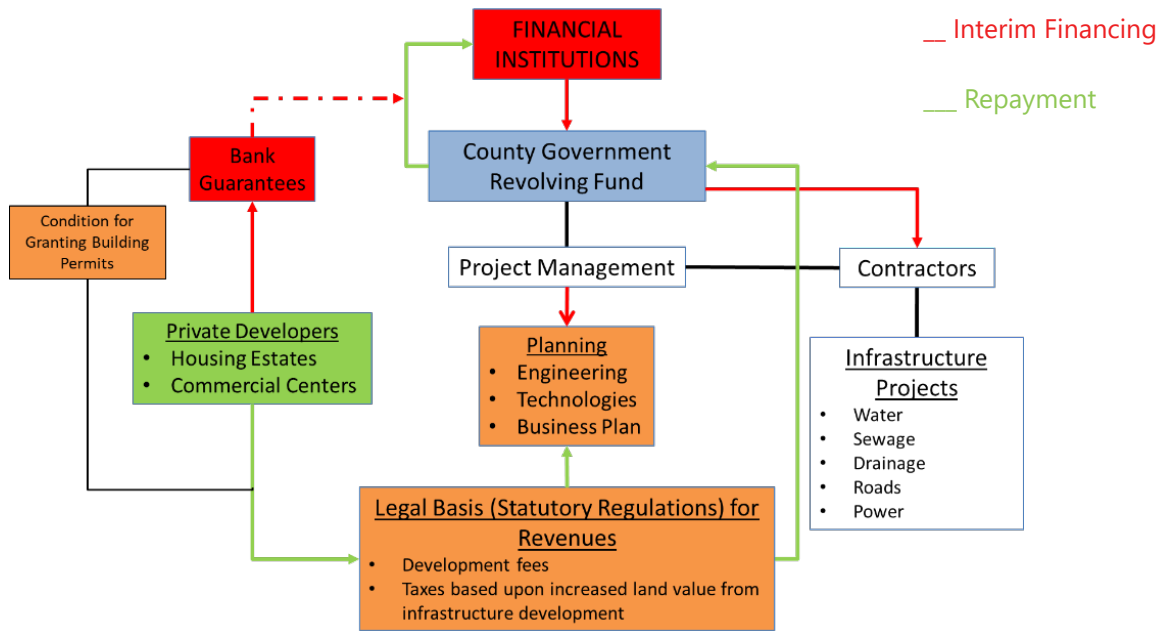 FINANCIAL
INSTITUTIONS
__ Interim Financing
___ Repayment
Bank
Guarantees
County Government
Revolving Fund
Condition for
Granting Building
Permits
Project Management
Contractors
Private Developers
• Housing Estates
• Commercial Centers
Planning
• Engineering
• Technologies
• Business Plan
Infrastructure
Projects
• Water
• Sewage
• Drainage
• Roads
• Power
Legal Basis (Statutory Regulations) for
Revenues
• Development fees
• Taxes based upon increased land value from
infrastructure development